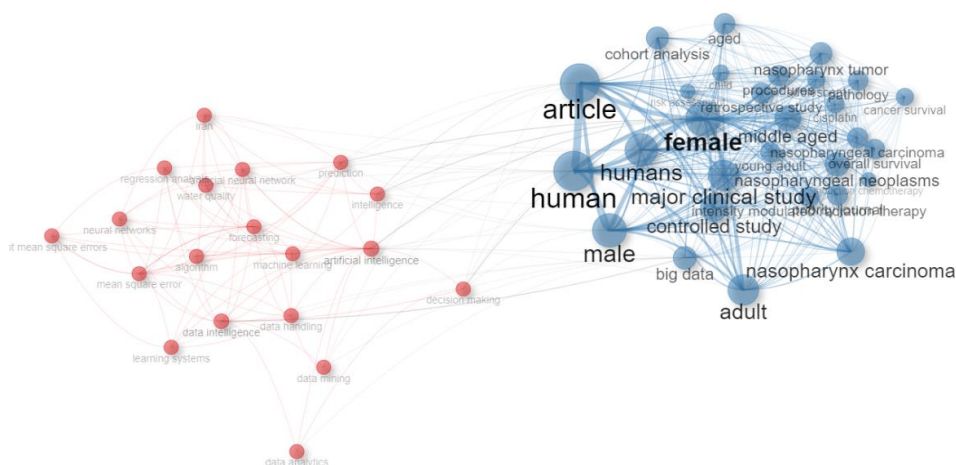 aged
cohort analysis
nasopharynx tumor
child
procedures
pathology
article
retrospective study
cancer survival
cisplatin
iran
female
middle aged
nasopharyngeal carcinoma
prediction
regression analysis
artificial neural network
humans
young adult
overall survival
nasopharyngeal neoplasms
water quality
intelligence
human
major clinical study
priority journal
neural networks
controlled study
forecasting
male
t mean square errors
algorithm
machine learning
artificial intelligence
big data
nasopharynx carcinoma
mean square error
decision making
adult
data intelligence
data handling
learning systems
data mining
data analytics